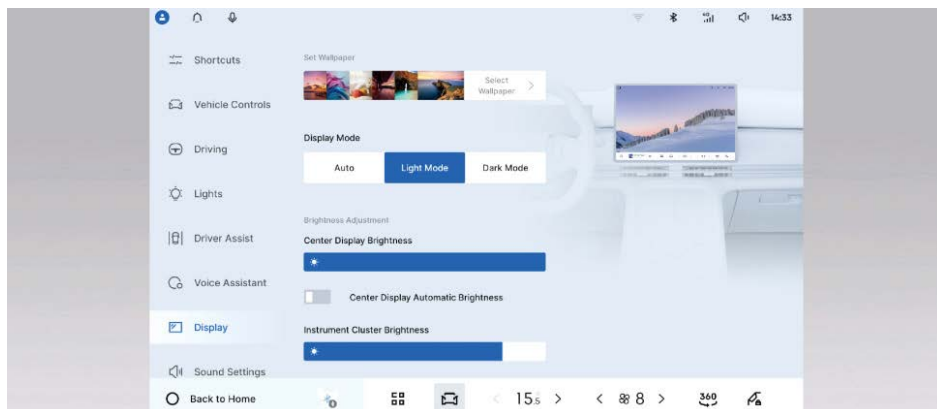 14:33
Shortcuts
Vehicle Controls
Driving
Lights
Driver Assist
Voice Assistant
Display
Sound Settings
Set Wallpaper
Select
Wallpaper
Display Mode
Auto Light Mode Dark Mode
Brightness Adjustment
Center Display Brightness
Center Display Automatic Brightness
Instrument Cluster Brightness
Back to Home
15.5
8
360